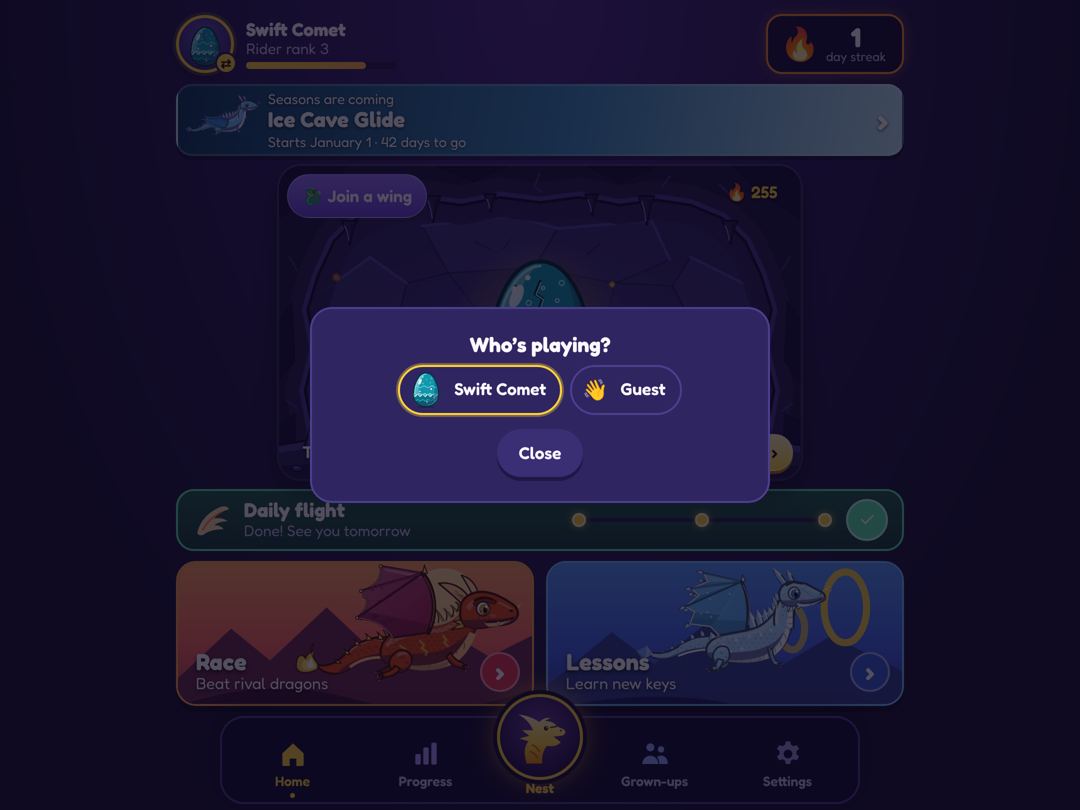 Swift Comet
Rider rank 3
1
day streak
Seasons are coming
Ice Cave Glide
Starts January 1 · 42 days to go
Join a wing
255
Who's playing?
Swift Comet
Guest
Close
T
Daily flight
Done! See you tomorrow
Race
Beat rival dragons
Lessons
Learn new keys
Home
Progress
Nest
Grown-ups
Settings